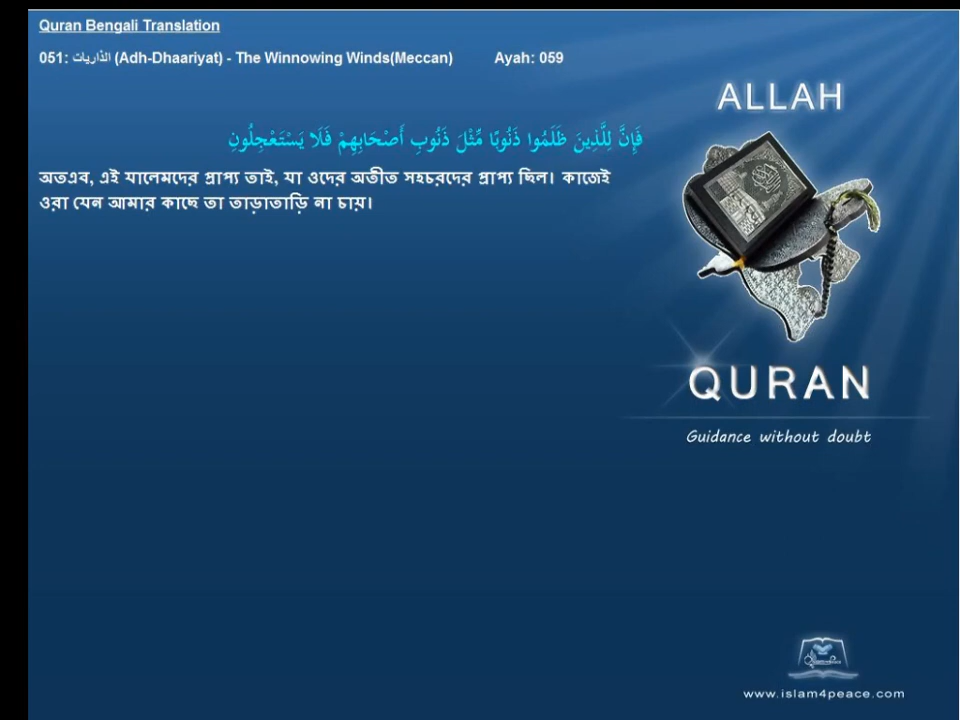 Quran Bengali Translation
051: الذاريات (Adh-Dhaariyat) - The Winnowing Winds(Meccan) Ayah: 059
فَإِنَّ لِلَّذِينَ ظَلَمُوا ذَنُوبًا مِّثْلَ ذَنُوبِ أَصْحَابِهِمْ فَلَا يَسْتَعْجِلُونِ
অতএব, এই যালেমদের প্রাপ্য তাই, যা ওদের অতীত সহচরদের প্রাপ্য ছিল। কাজেই
ওরা যেন আমার কাছে তা তাড়াতাড়ি না চায়।
ALLAH
QURAN
Guidance without doubt
www.islam4peace.com